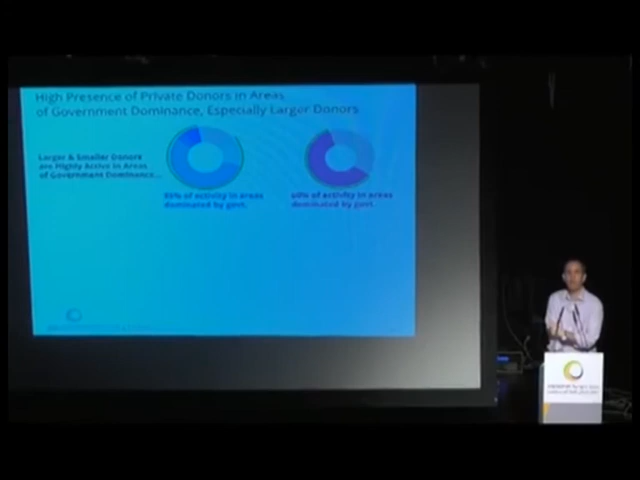 High Presence of Private Donors in Areas
of Government Dominance, Especially Larger Donors
Larger & Smaller Donors
are Highly Active in Areas
of Government Dominance...
% of activity in areas
dominated by govt.
60% of activity in areas
dominated by govt.